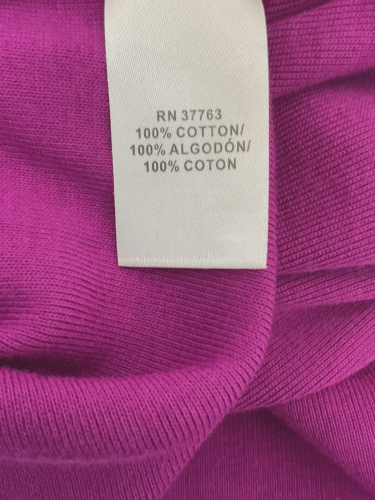 RN 37763
100% COTTON/
100% ALGODÓN/
100% COTON